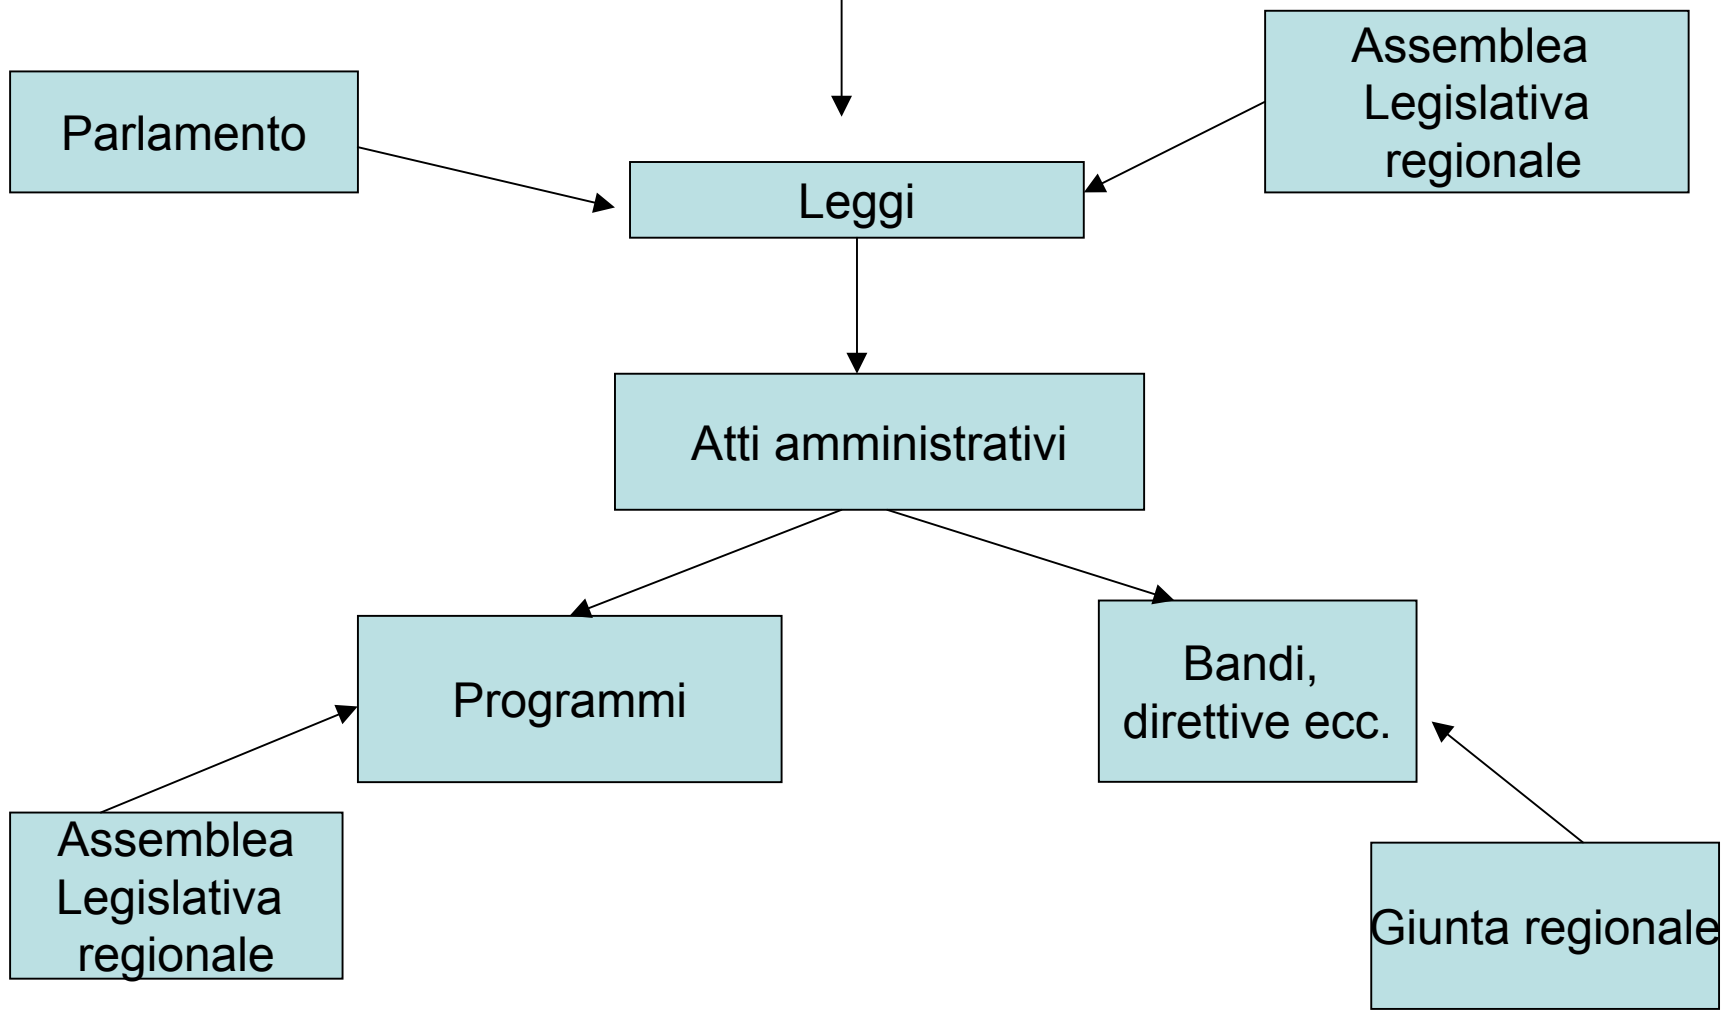 Assemblea
Legislativa
regionale
Parlamento
Leggi
Atti amministrativi
Programmi
Bandi,
direttive ecc.
Assemblea
Legislativa
regionale
Giunta regionale